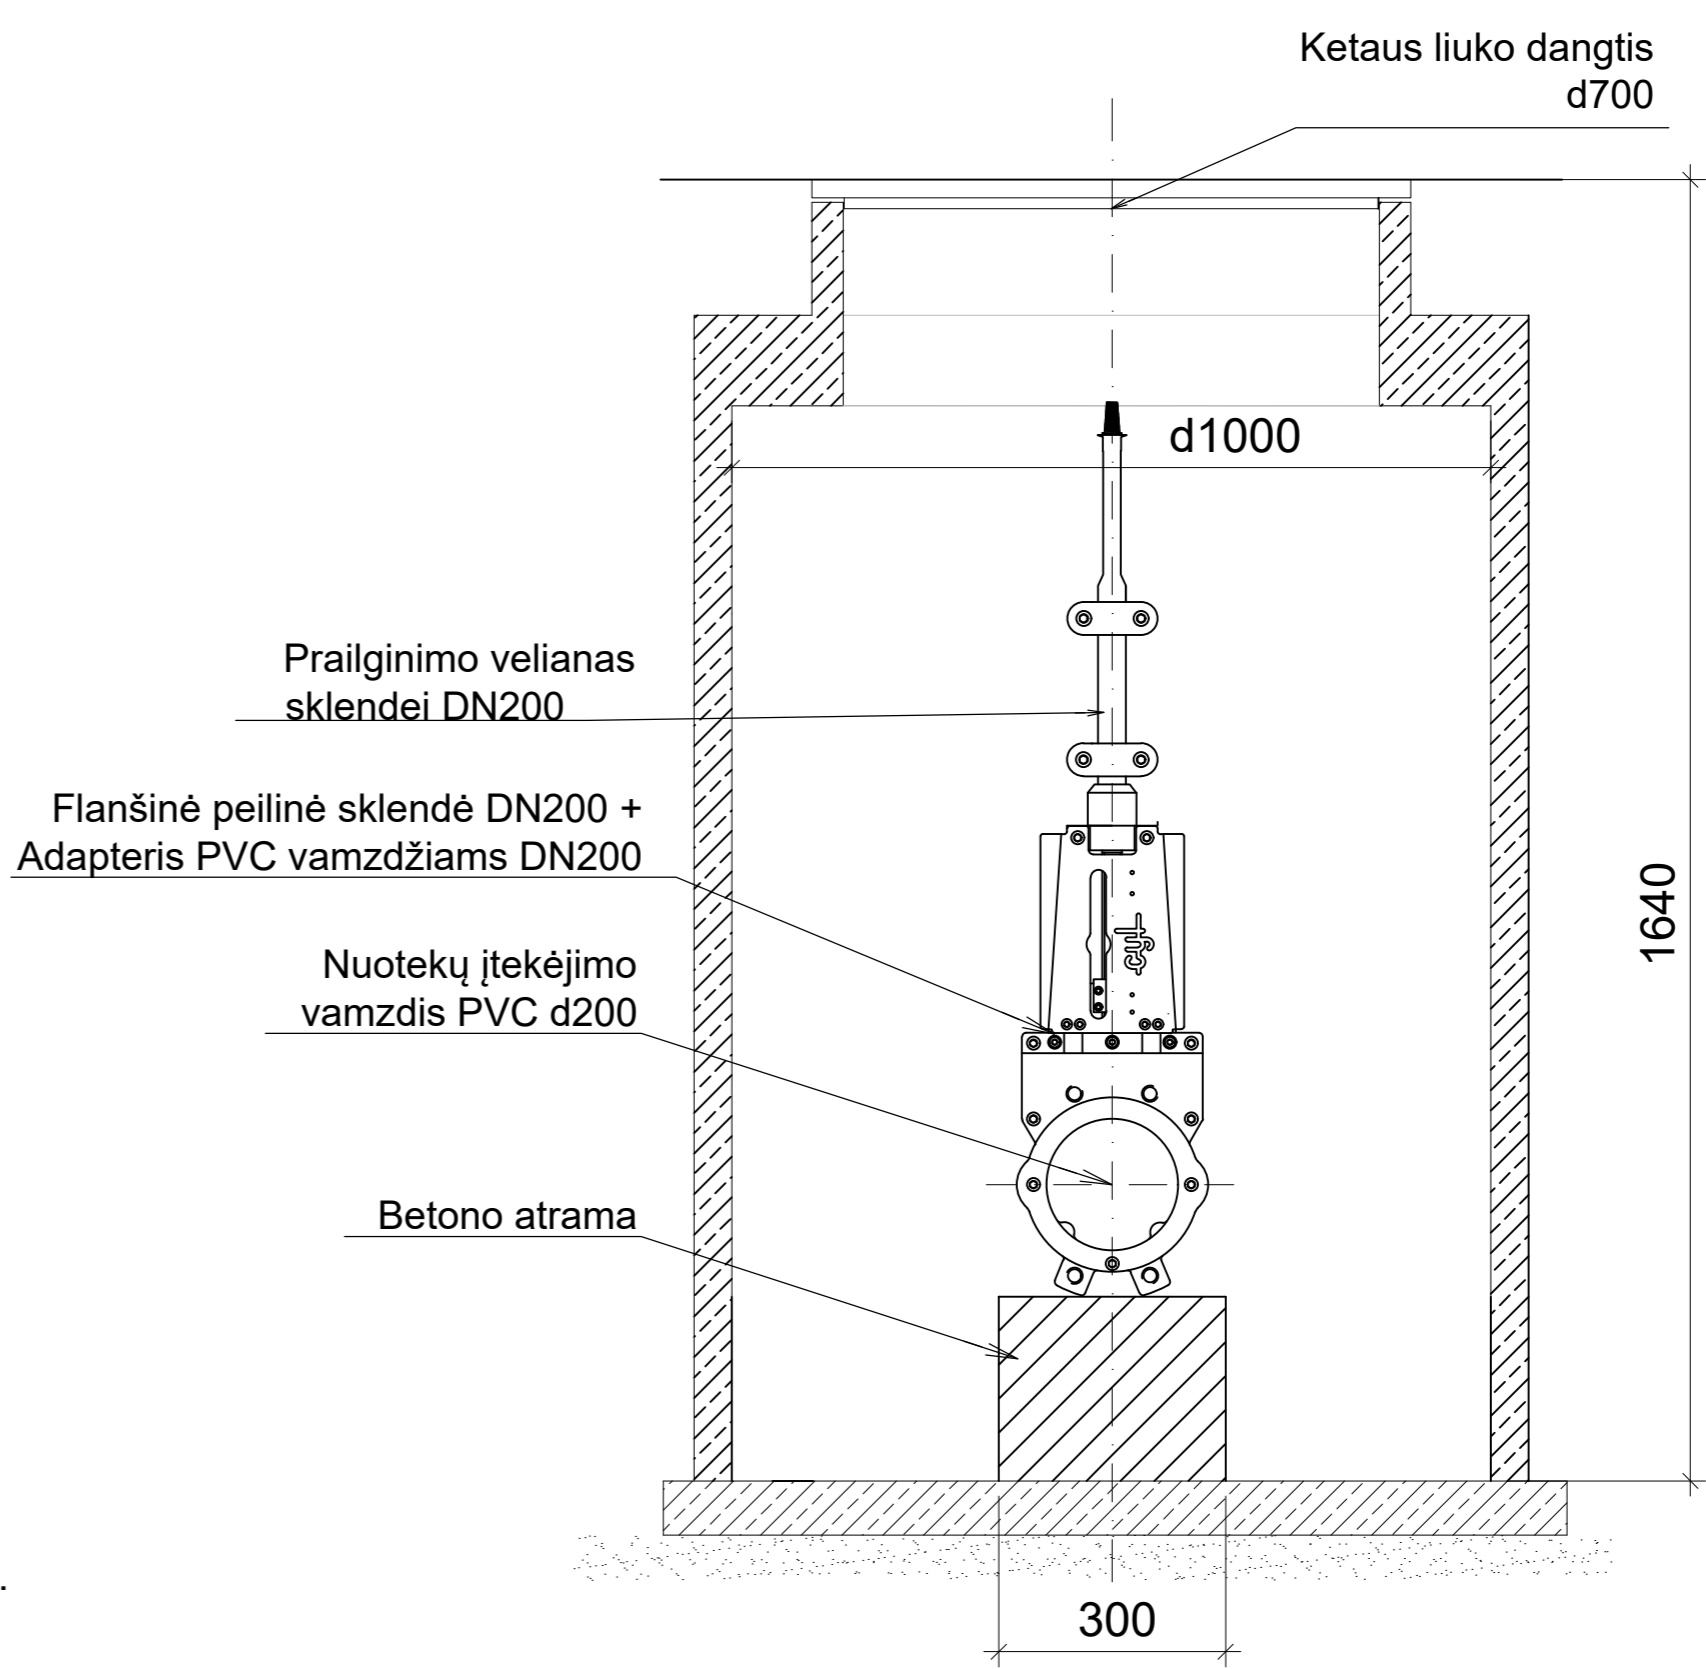 Ketaus liuko dangtis
d700
d1000
Prailginimo velianas
sklendei DN200
Flanšinė peilinė sklendė DN200 +
Adapteris PVC vamzdžiams DN200
1640
Nuotekų įtekėjimo
vamzdis PVC d200
Betono atrama
300